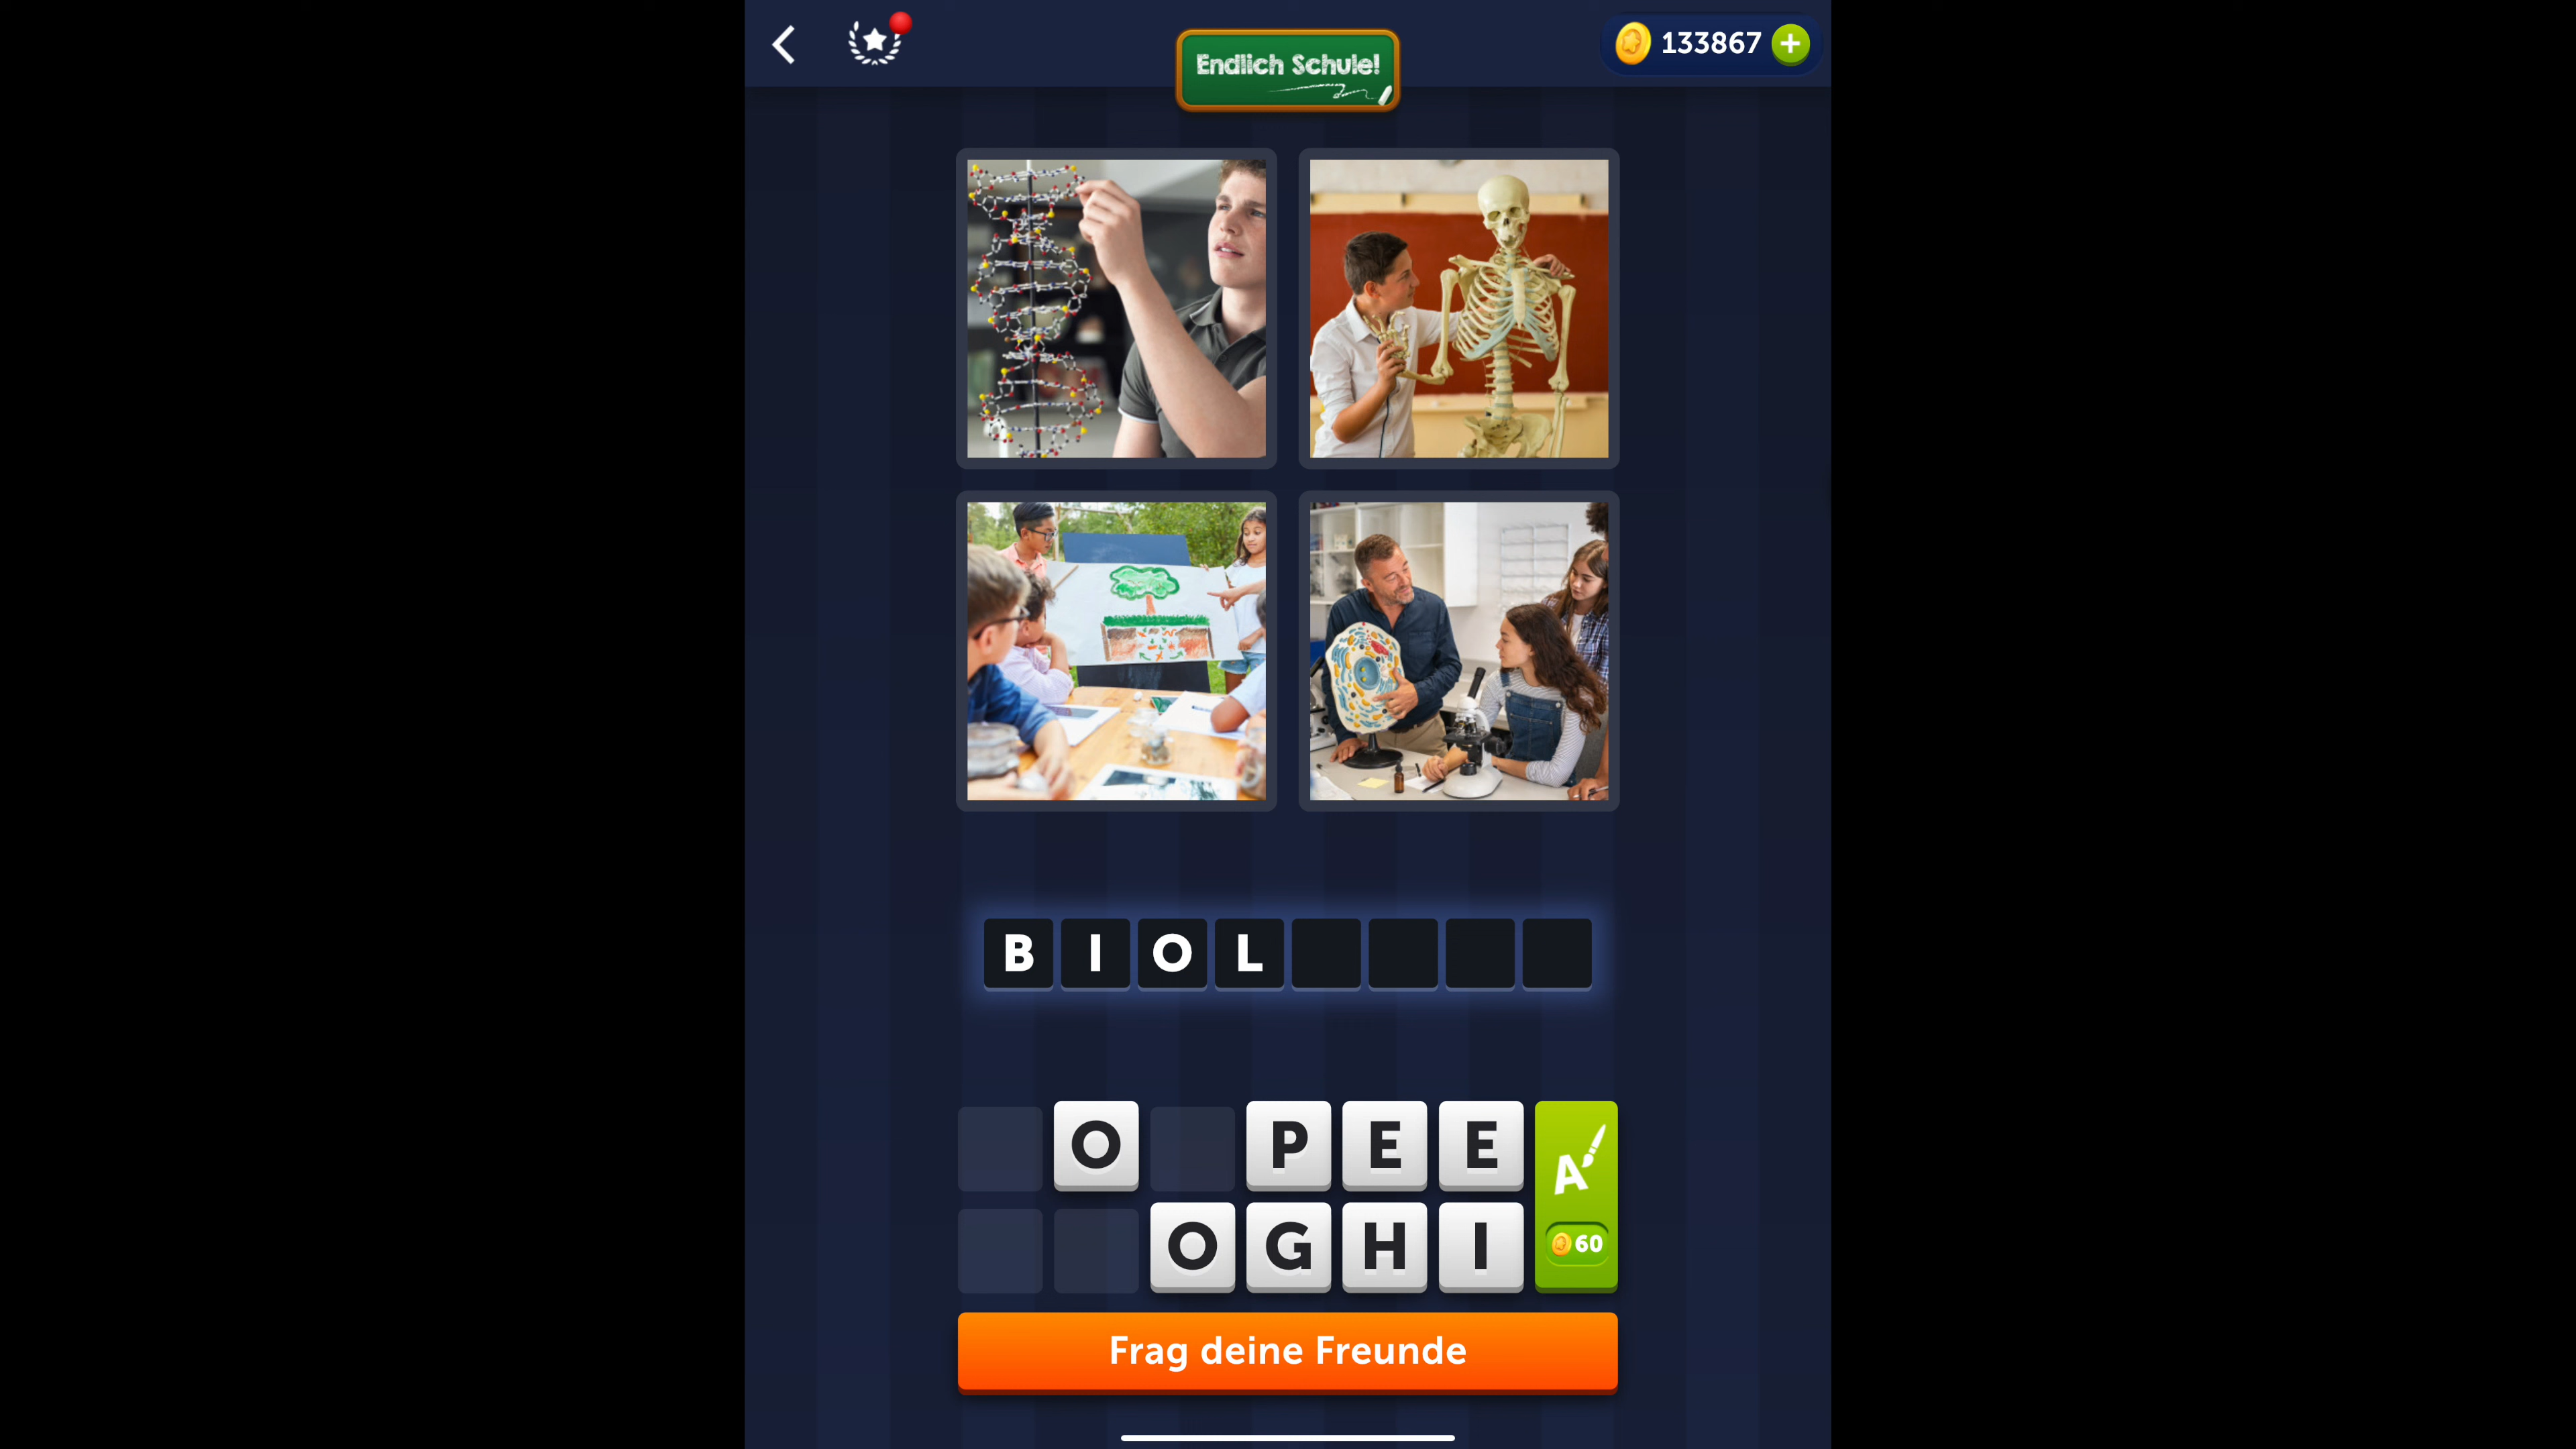 Endlich Schule!
133867
B I O L
O P E E
A
O G H I
60
Frag deine Freunde